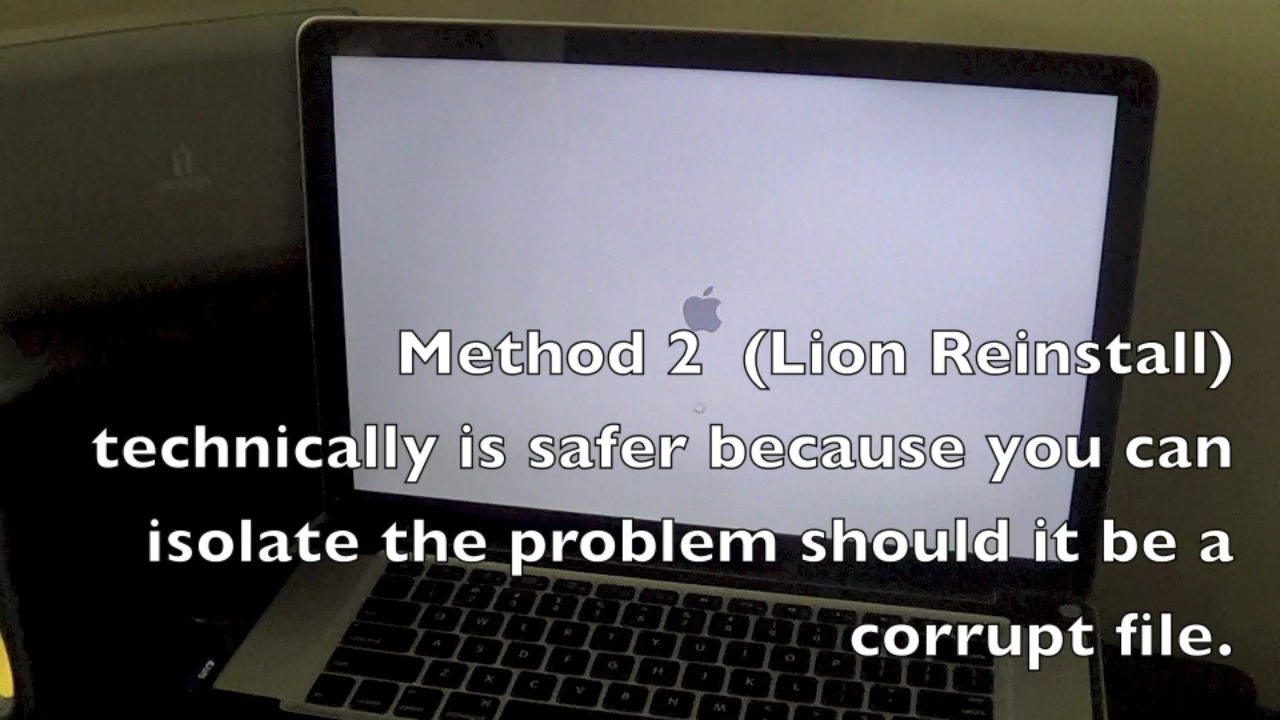 Method 2 (Lion Reinstall)
technically is safer because you can
isolate the problem should it be a
corrupt file.